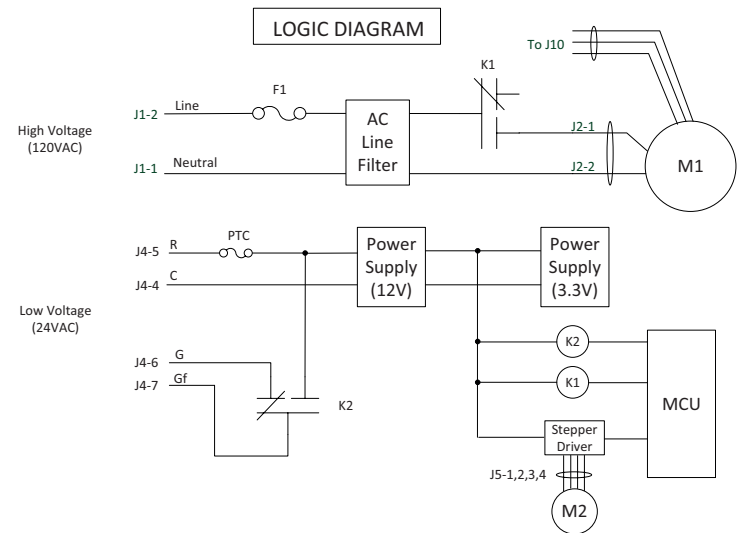 LOGIC DIAGRAM
To J10
K1
F1
J1-2
Line
AC
Line
Filter
High Voltage
(120VAC)
J2-1
J1-1
Neutral
J2-2
M1
PTC
J4-5
R
Power
Supply
(12V)
Power
Supply
(3.3V)
J4-4
C
Low Voltage
(24VAC)
K2
J4-6
G
J4-7
Gf
K1
K2
MCU
Stepper
Driver
J5-1,2,3,4
M2